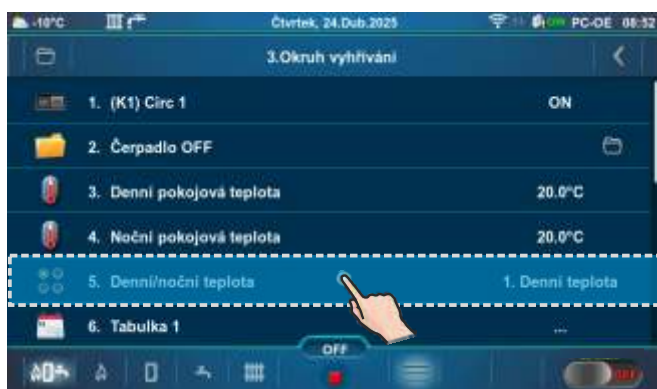 -10°C Čtvrtek, 24.Dub.2025 PC-OE 08:52
3.Okruh vyhřívání
1. (K1) Circ 1 ON
2. Čerpadlo OFF
3. Denní pokojová teplota 20.0°C
4. Noční pokojová teplota 20.0°C
5. Denní/noční teplota 1. Denní teplota
6. Tabulka 1 ...
OFF
OFF